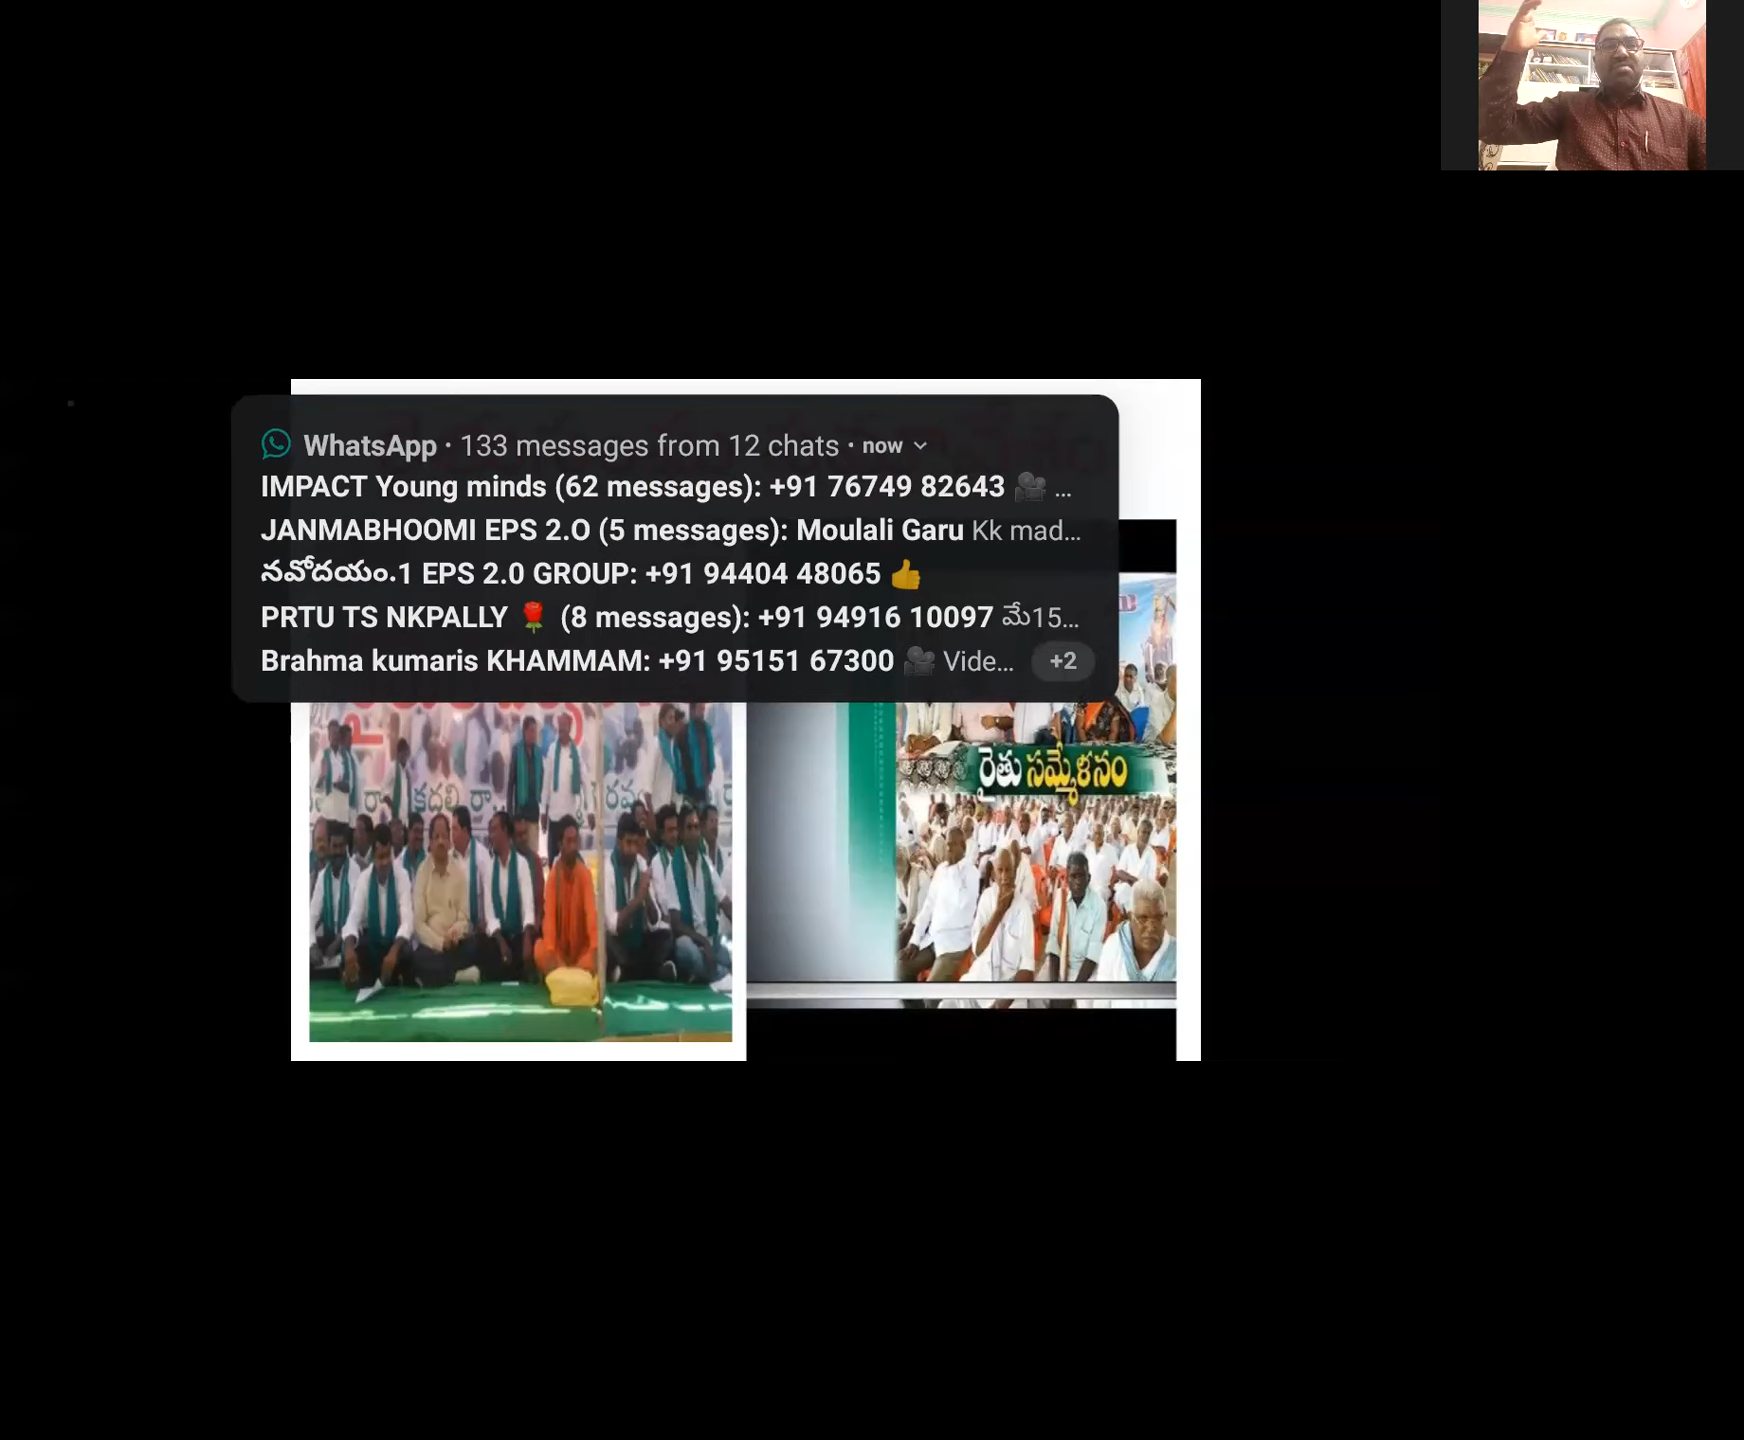 WhatsApp · 133 messages from 12 chats · now
IMPACT Young minds (62 messages): +91 76749 82643 🎥 ...
JANMABHOOMI EPS 2.O (5 messages): Moulali Garu Kk mad...
నవోదయం.1 EPS 2.0 GROUP: +91 94404 48065 👍
PRTU TS NKPALLY 🌹 (8 messages): +91 94916 10097 మే15...
Brahma kumaris KHAMMAM: +91 95151 67300 🎥 Vide... +2
రైతు సమ్మేళనం
కదలి రా